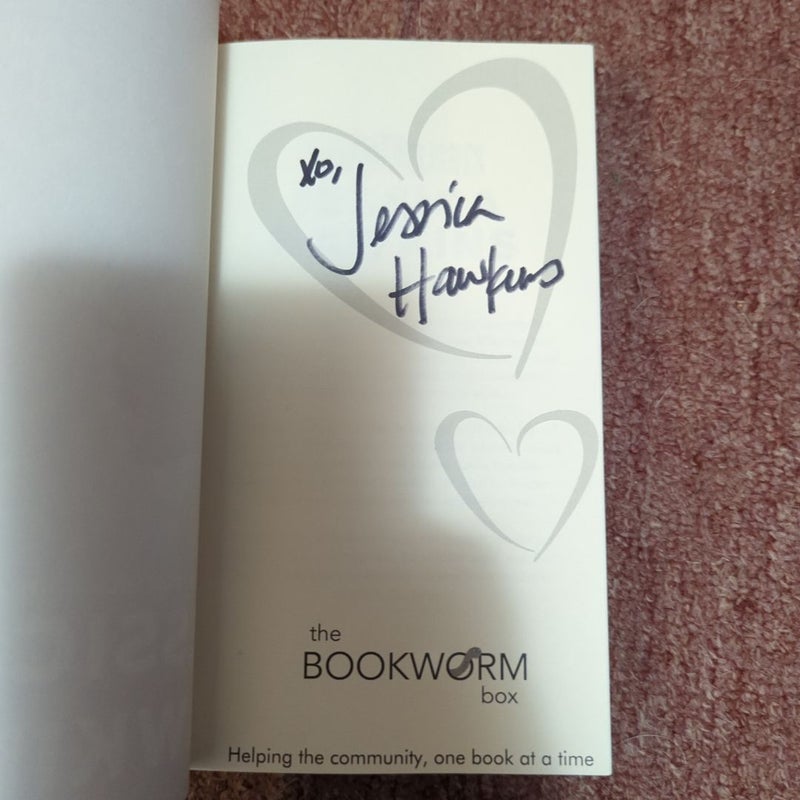 xo,
Jessica
Hawkins
the
BOOKWORM
box
Helping the community, one book at a time